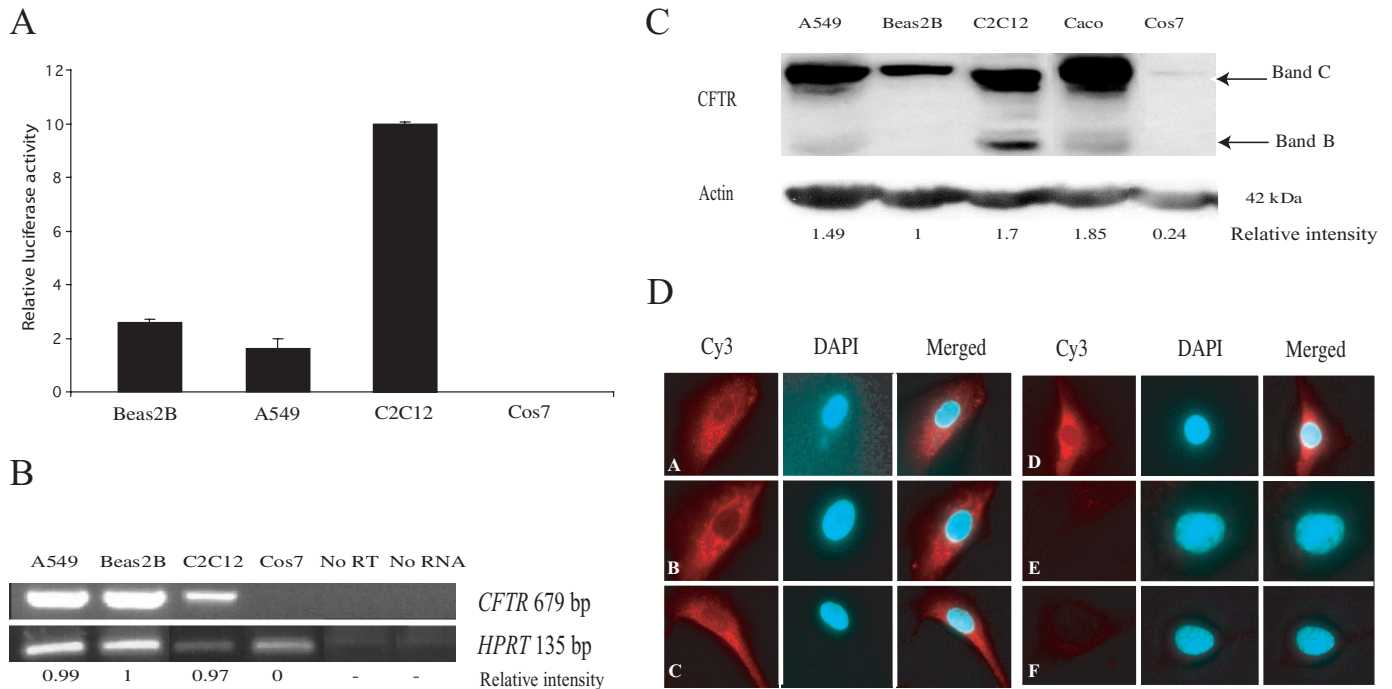 A
Relative luciferase activity
12
10
8
6
4
2
0
Beas2B A549 C2C12 Cos7
B
A549 Beas2B C2C12 Cos7 No RT No RNA
CFTR 679 bp
HPRT 135 bp
0.99 1 0.97 0 - - Relative intensity
C
A549 Beas2B C2C12 Caco Cos7
CFTR
Band C
Band B
Actin
42 kDa
1.49 1 1.7 1.85 0.24 Relative intensity
D
Cy3 DAPI Merged Cy3 DAPI Merged
A D
B E
C F